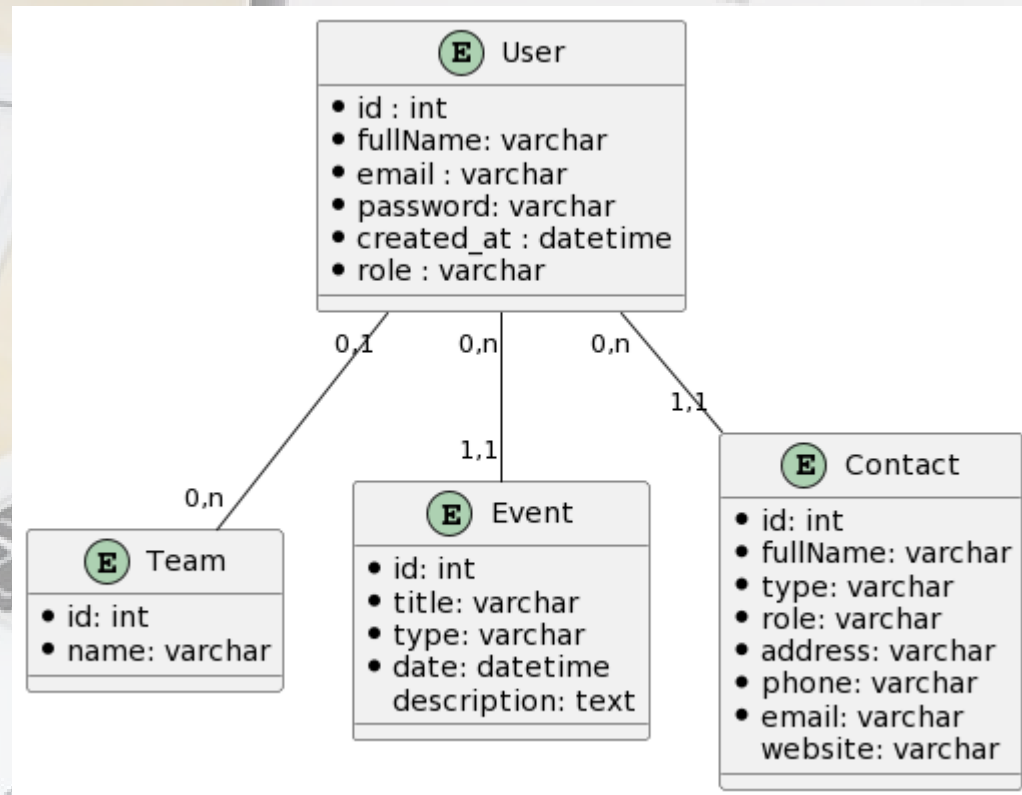 E User
id : int
fullName: varchar
email : varchar
password: varchar
created_at : datetime
role : varchar
0,1
0,n
0,n
1,1
1,1
0,n
E Contact
id: int
fullName: varchar
type: varchar
role: varchar
address: varchar
phone: varchar
email: varchar
website: varchar
E Event
id: int
title: varchar
type: varchar
date: datetime
description: text
E Team
id: int
name: varchar